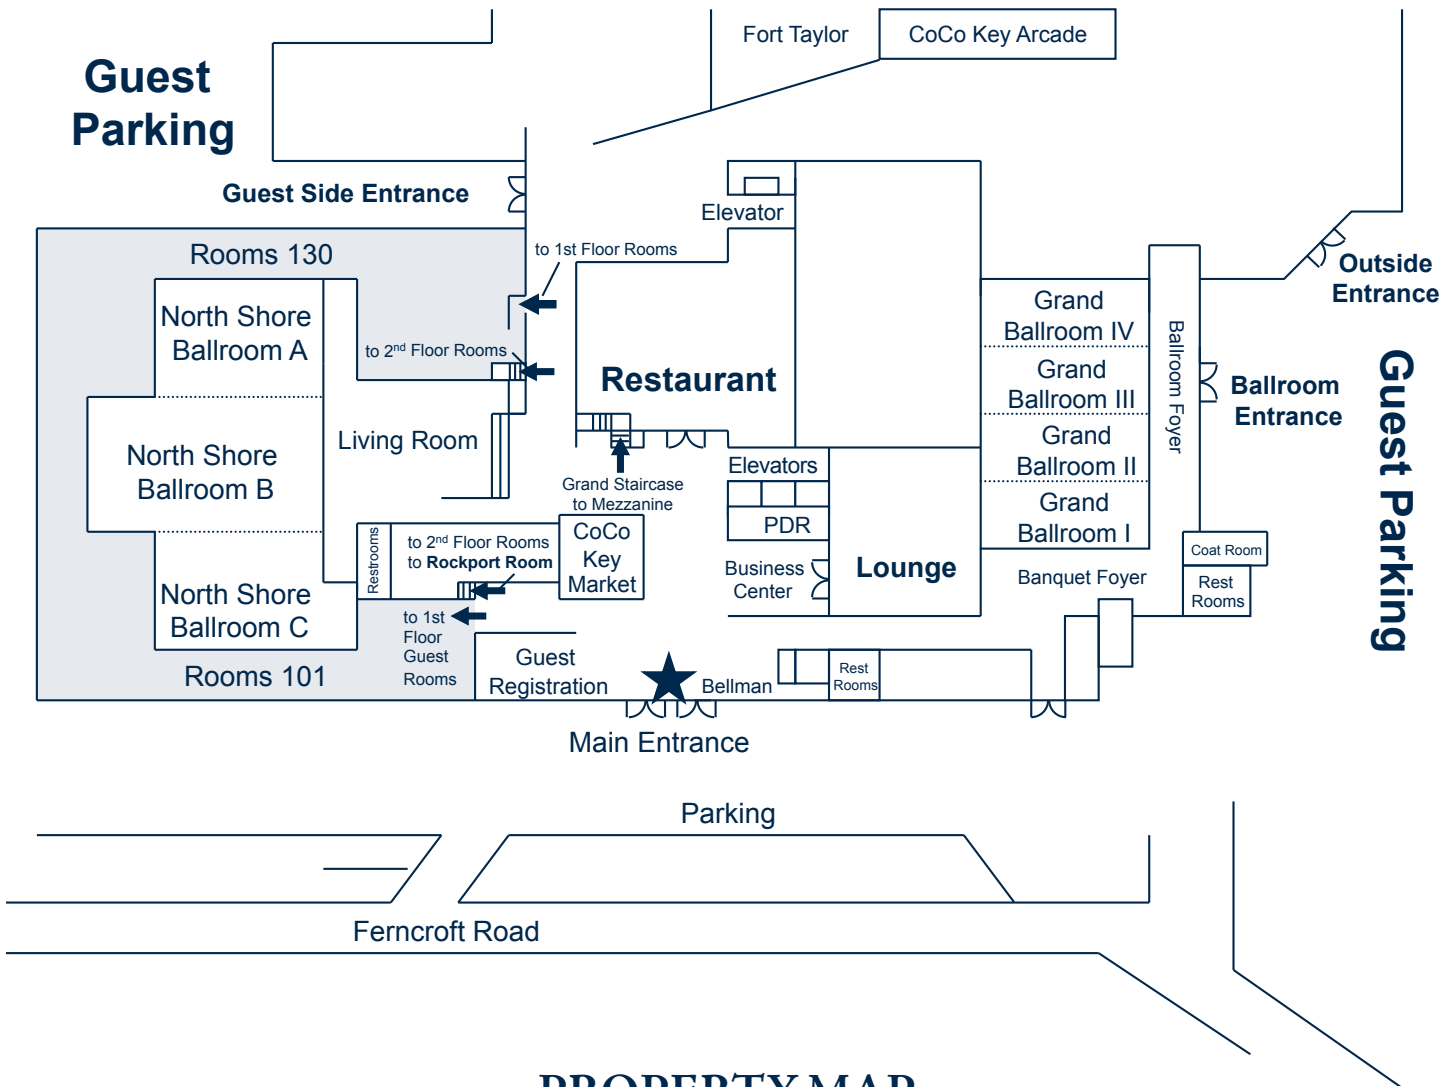 Fort Taylor
CoCo Key Arcade
Guest
Parking
Guest Side Entrance
Elevator
Rooms 130
to 1st Floor Rooms
Outside
Entrance
North Shore
Ballroom A
to 2nd Floor Rooms
Restaurant
Grand
Ballroom IV
Grand
Ballroom III
Grand
Ballroom II
Grand
Ballroom I
Ballroom Foyer
Ballroom
Entrance
Guest Parking
Living Room
North Shore
Ballroom B
Grand Staircase
to Mezzanine
Elevators
PDR
Restrooms
to 2nd Floor Rooms
to Rockport Room
CoCo
Key
Market
Business
Center
Lounge
Banquet Foyer
Coat Room
Rest
Rooms
North Shore
Ballroom C
to 1st
Floor
Guest
Rooms
Rooms 101
Guest
Registration
Bellman
Rest
Rooms
Main Entrance
Parking
Ferncroft Road
PROPERTY MAP